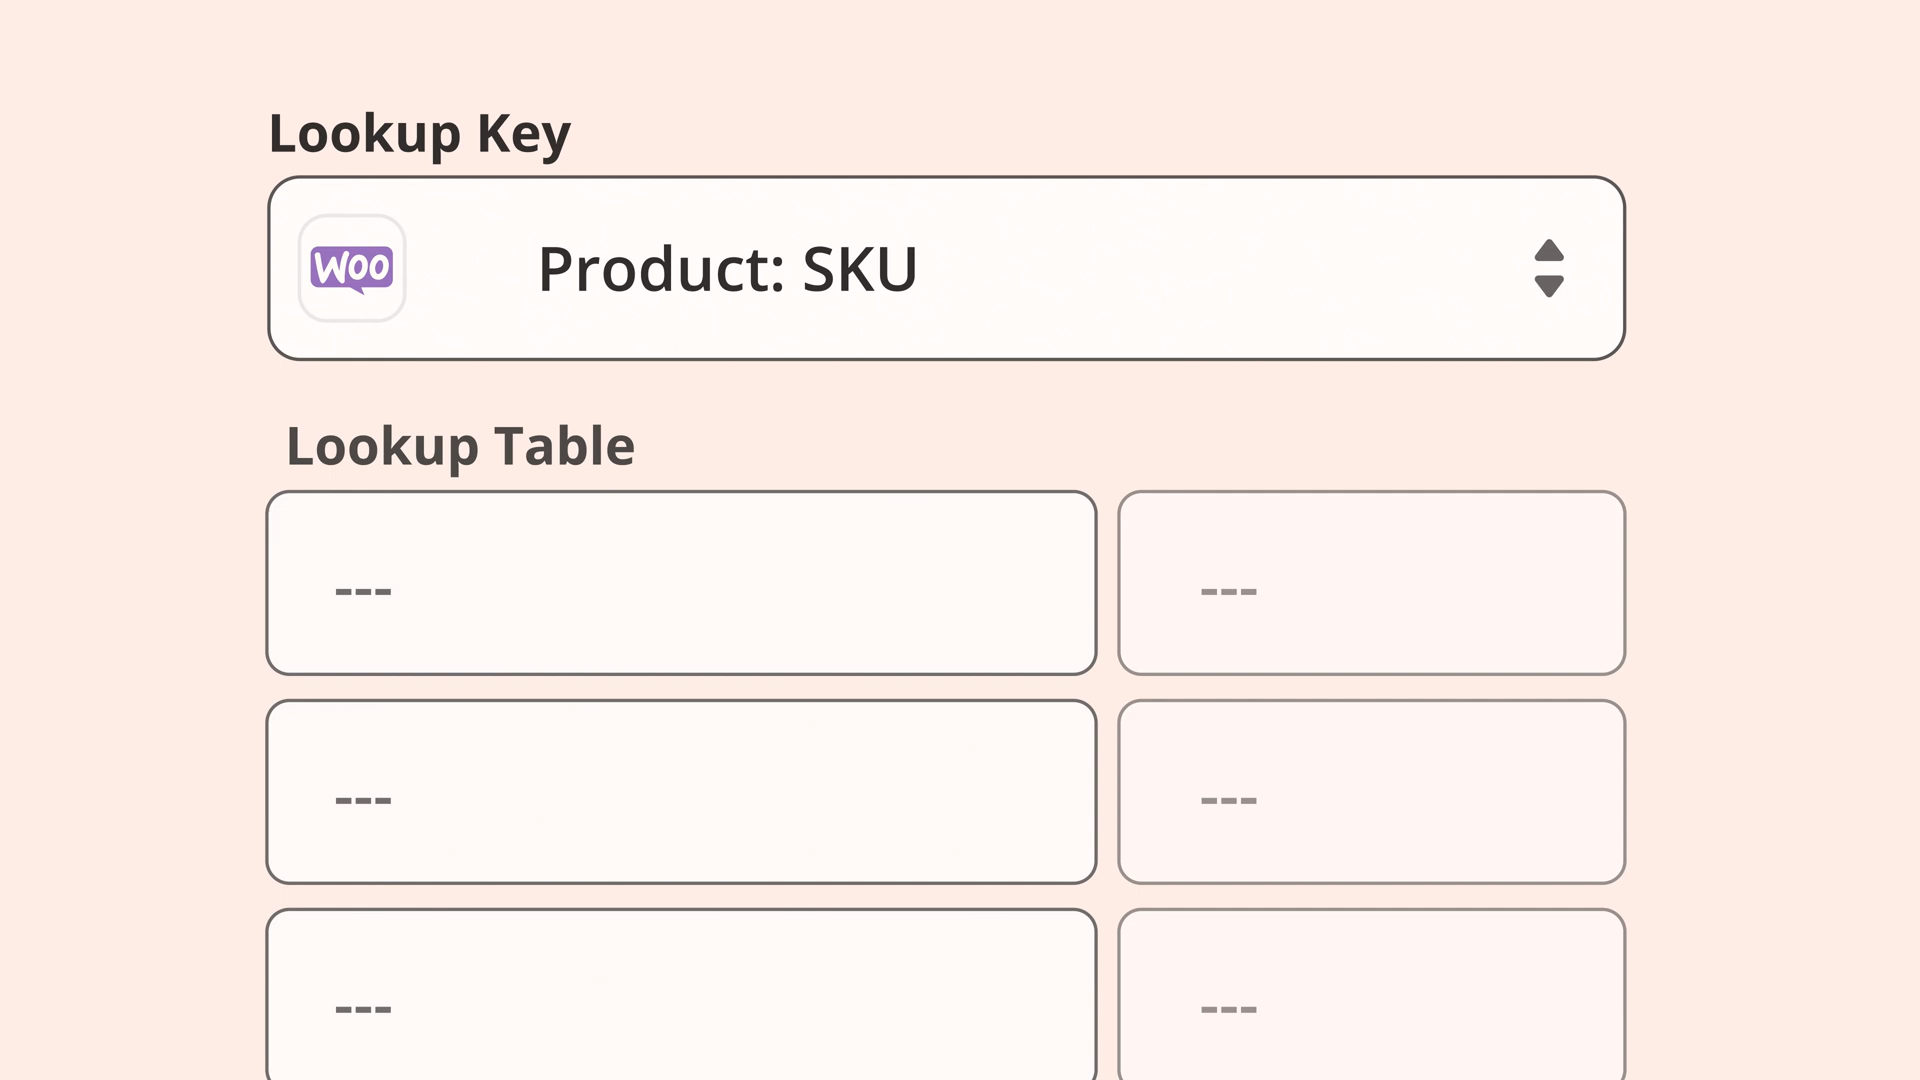 Lookup Key
Woo
Product: SKU
Lookup Table
--- ---
--- ---
--- ---